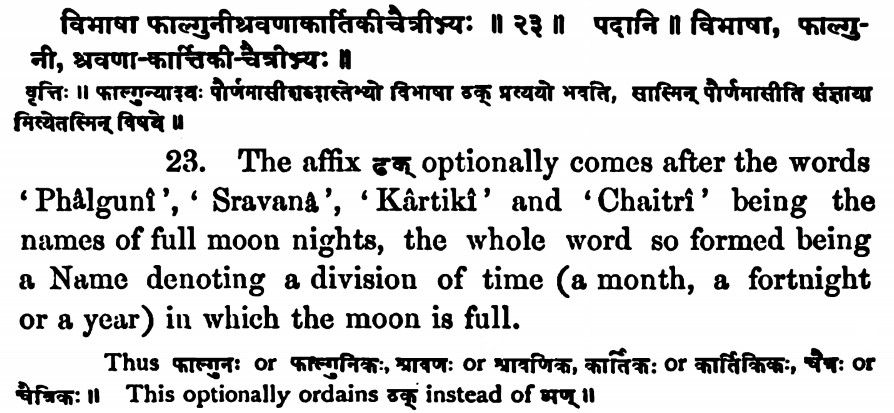 विभाषा फाल्गुनीश्रवणाकार्तिकीचैत्रीभ्यः ॥ २३ ॥ पदानि ॥ विभाषा, फाल्गु-
नी, श्रवणा-कार्त्तिकी-चैत्रीभ्यः ॥
वृत्तिः ॥ फाल्गुन्यादयः पौर्णमासीशब्दास्तेभ्यो विभाषा ठक् प्रत्ययो भवति, सास्मिन् पौर्णमासीति संज्ञाया
मित्येतस्मिन् विषये ॥
23. The affix ढक् optionally comes after the words
‘Phâlgunî’, ‘Sravanâ’, ‘Kârtikî’ and ‘Chaitrî’ being the
names of full moon nights, the whole word so formed being
a Name denoting a division of time (a month, a fortnight
or a year) in which the moon is full.
Thus फाल्गुनः or फाल्गुनिकः, श्रावणः or श्रावणिक, कार्तिकः or कार्तिकिकः, चैत्रः or
चैत्रिकः ॥ This optionally ordains ठक् instead of अण् ॥